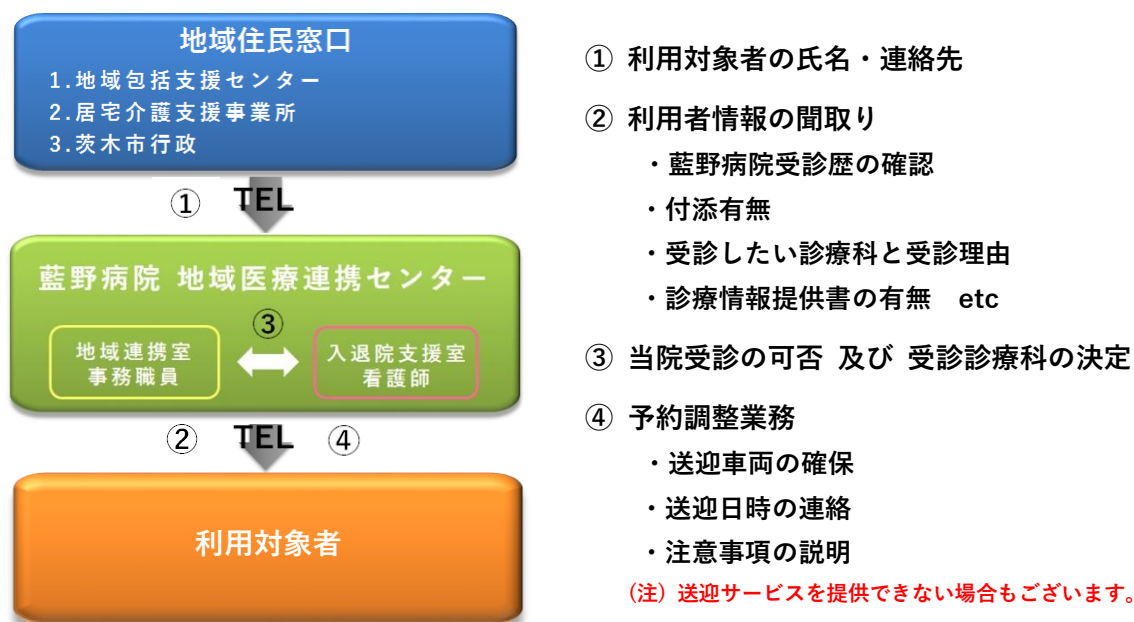 地域住民窓口
1.地域包括支援センター
2.居宅介護支援事業所
3.茨木市行政
① TEL
藍野病院 地域医療連携センター
③
地域連携室
事務職員
入退院支援室
看護師
② TEL ④
利用対象者
① 利用対象者の氏名・連絡先
② 利用者情報の聞取り
・藍野病院受診歴の確認
・付添有無
・受診したい診療科と受診理由
・診療情報提供書の有無 etc
③ 当院受診の可否 及び 受診診療科の決定
④ 予約調整業務
・送迎車両の確保
・送迎日時の連絡
・注意事項の説明
(注) 送迎サービスを提供できない場合もございます。